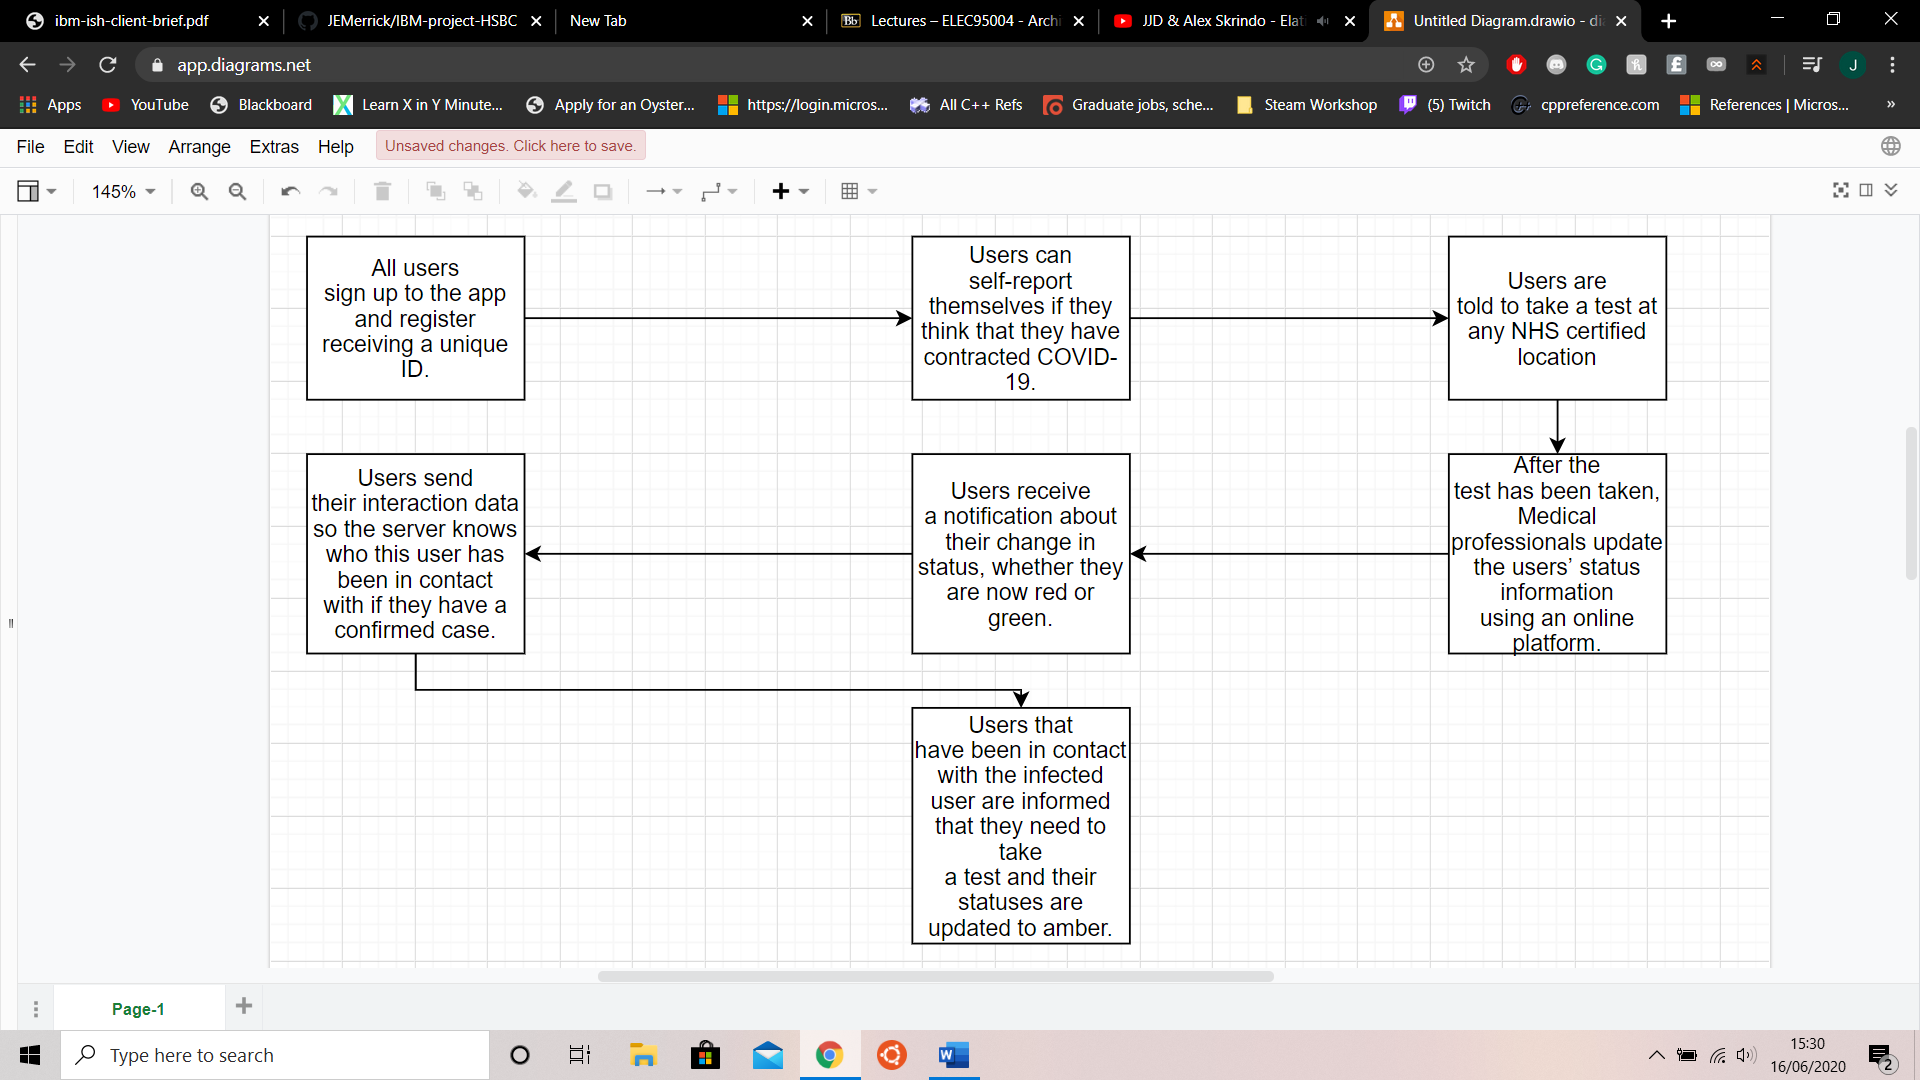 ibm-ish-client-brief.pdf
JEMerrick/IBM-project-HSBC
New Tab
Bb Lectures – ELEC95004 - Archi
JJD & Alex Skrindo - Elat
Untitled Diagram.drawio - di
app.diagrams.net
J
Apps
YouTube
Blackboard
Learn X in Y Minute...
Apply for an Oyster...
https://login.micros...
All C++ Refs
Graduate jobs, sche...
Steam Workshop
(5) Twitch
cppreference.com
References | Micros...
»
File Edit View Arrange Extras Help
Unsaved changes. Click here to save.
145%
All users
sign up to the app
and register
receiving a unique
ID.
Users can
self-report
themselves if they
think that they have
contracted COVID-
19.
Users are
told to take a test at
any NHS certified
location
Users send
their interaction data
so the server knows
who this user has
been in contact
with if they have a
confirmed case.
Users receive
a notification about
their change in
status, whether they
are now red or
green.
After the
test has been taken,
Medical
professionals update
the users’ status
information
using an online
platform.
Users that
have been in contact
with the infected
user are informed
that they need to
take
a test and their
statuses are
updated to amber.
Page-1
Type here to search
15:30
16/06/2020
2